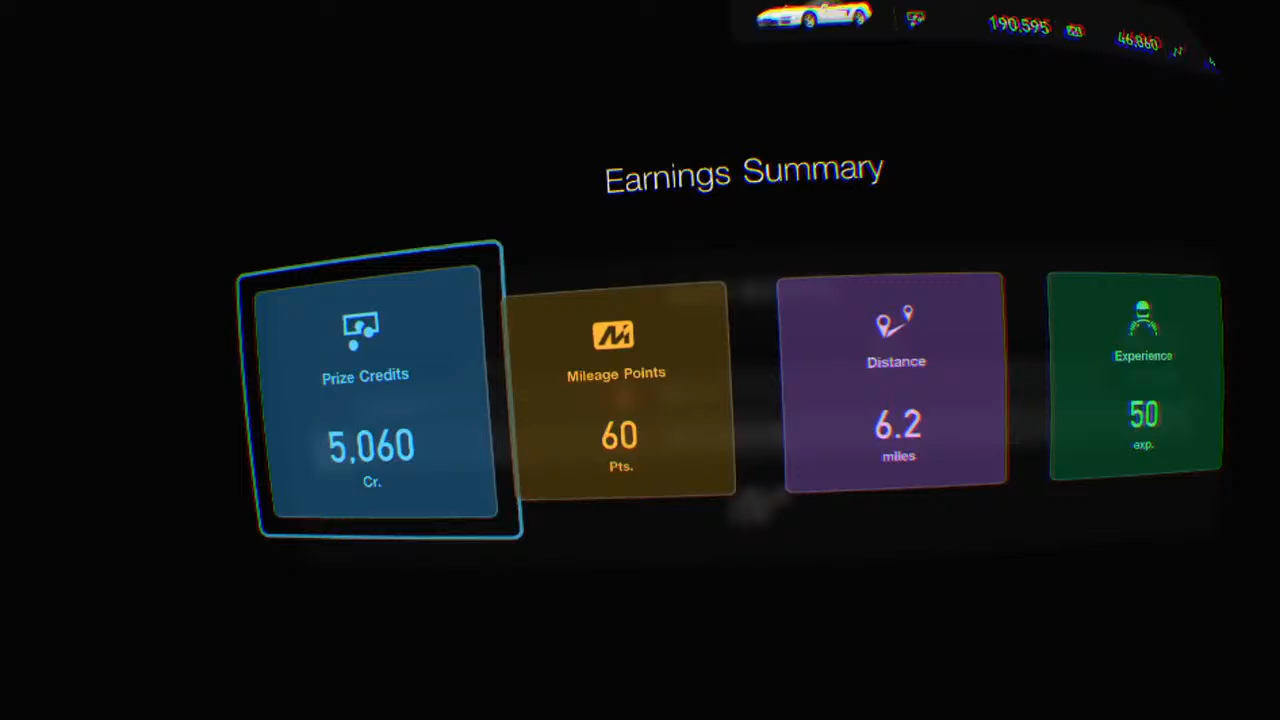 190,595
46,860
Earnings Summary
Prize Credits
5,060
Cr.
Mileage Points
60
Pts.
Distance
6.2
miles
Experience
50
exp.